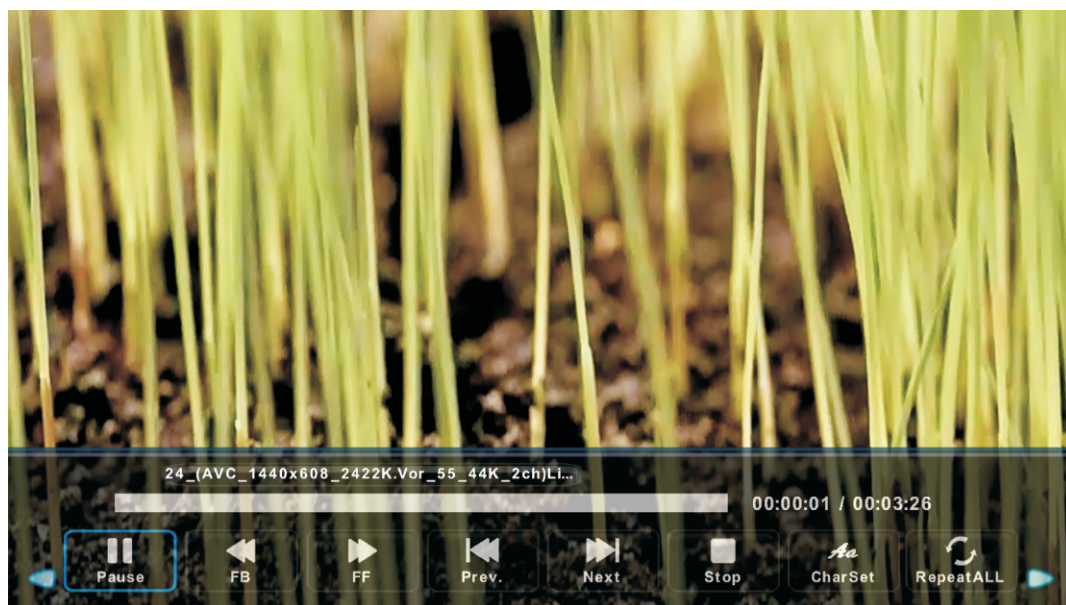 24_(AVC_1440x608_2422K.Vor_55_44K_2ch)Li...
00:00:01 / 00:03:26
Aa
Pause FB FF Prev. Next Stop CharSet RepeatALL